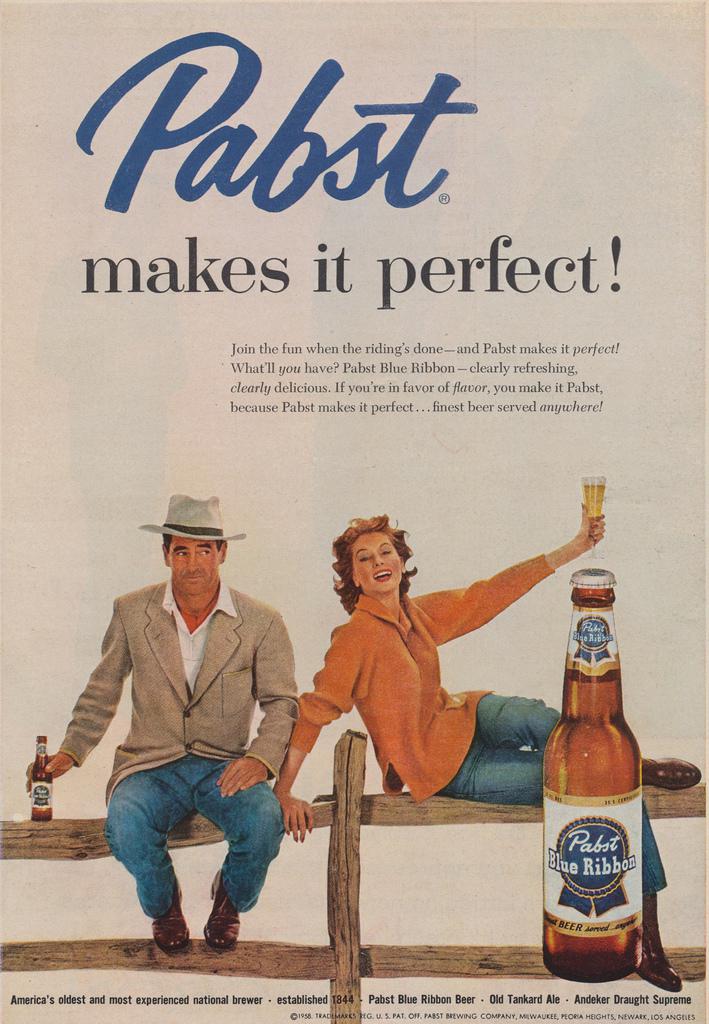 Pabst®
makes it perfect!
Join the fun when the riding's done—and Pabst makes it perfect!
What'll you have? Pabst Blue Ribbon—clearly refreshing,
clearly delicious. If you're in favor of flavor, you make it Pabst,
because Pabst makes it perfect...finest beer served anywhere!
Pabst
Blue Ribbon
Pabst
Blue Ribbon
BEER served
America's oldest and most experienced national brewer · established 1844 · Pabst Blue Ribbon Beer · Old Tankard Ale · Andeker Draught Supreme
©1958. TRADEMARKS REG. U. S. PAT. OFF. PABST BREWING COMPANY, MILWAUKEE, PEORIA HEIGHTS, NEWARK, LOS ANGELES